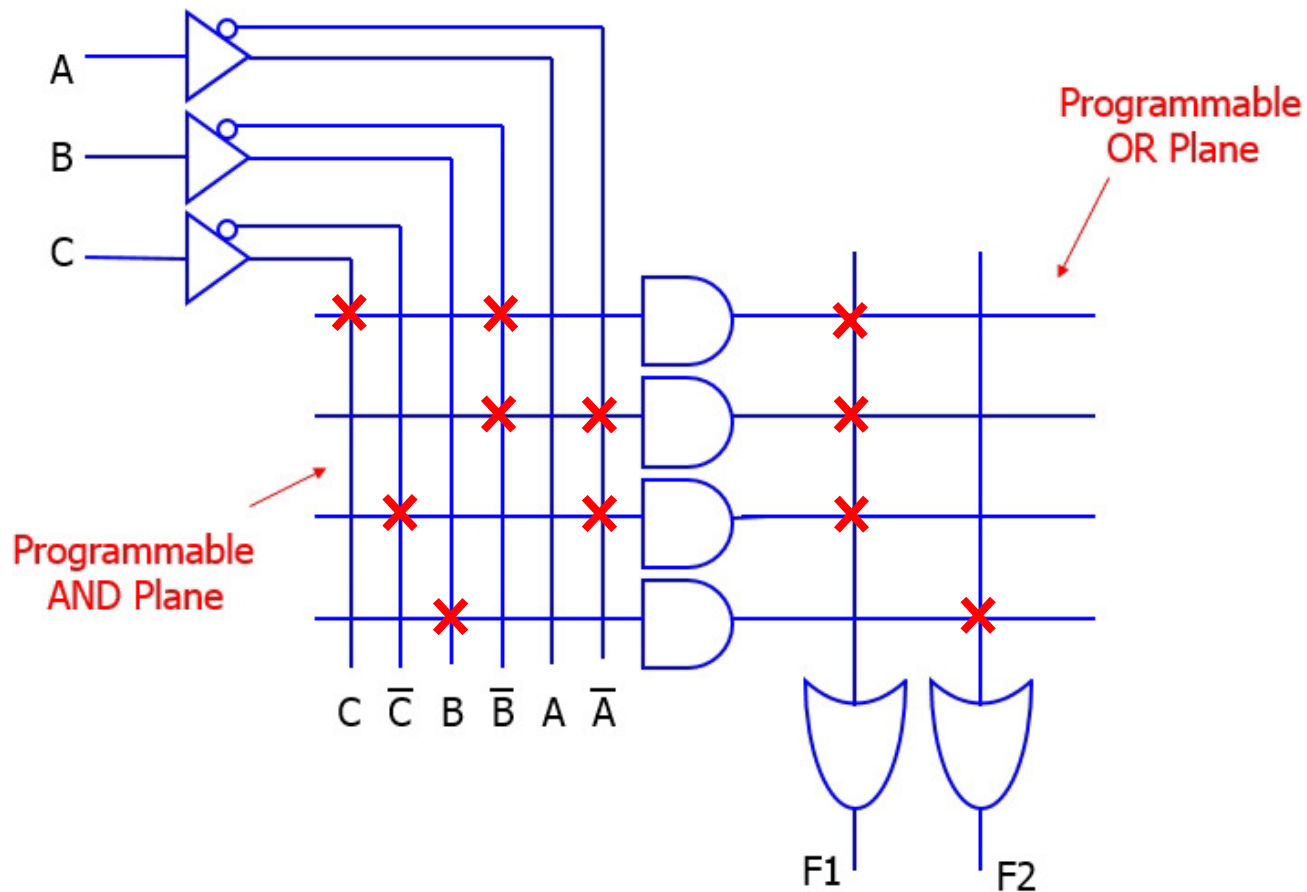 A
Programmable
OR Plane
B
C
Programmable
AND Plane
C C̅ B B̅ A A̅
F1 F2